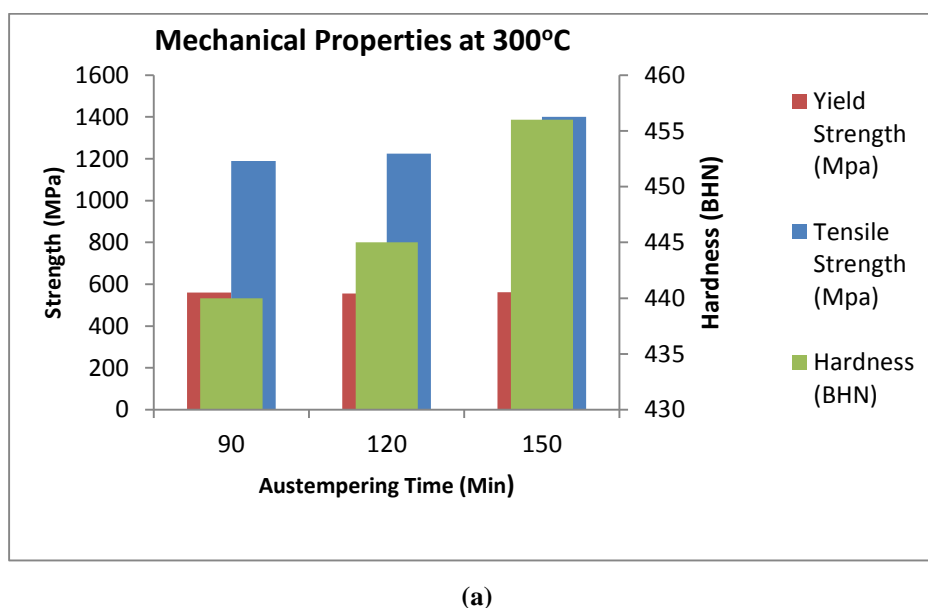 Mechanical Properties at 300°C
Strength (MPa)
1600
1400
1200
1000
800
600
400
200
0
460
455
450
445
440
435
430
Hardness (BHN)
90 120 150
Austempering Time (Min)
Yield
Strength
(Mpa)
Tensile
Strength
(Mpa)
Hardness
(BHN)
(a)